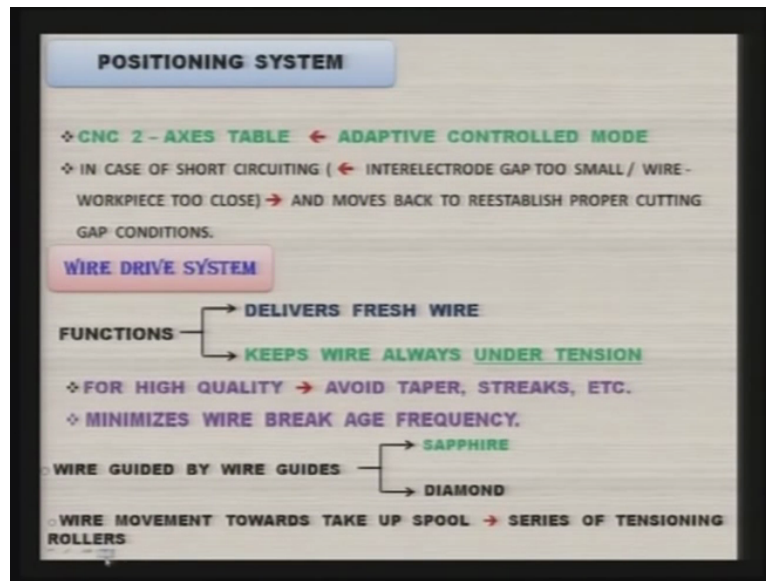 POSITIONING SYSTEM
❖CNC 2 – AXES TABLE ← ADAPTIVE CONTROLLED MODE
❖ IN CASE OF SHORT CIRCUITING ( ← INTERELECTRODE GAP TOO SMALL / WIRE -
WORKPIECE TOO CLOSE) → AND MOVES BACK TO REESTABLISH PROPER CUTTING
GAP CONDITIONS.
WIRE DRIVE SYSTEM
DELIVERS FRESH WIRE
FUNCTIONS
KEEPS WIRE ALWAYS UNDER TENSION
❖FOR HIGH QUALITY → AVOID TAPER, STREAKS, ETC.
❖ MINIMIZES WIRE BREAK AGE FREQUENCY.
SAPPHIRE
○WIRE GUIDED BY WIRE GUIDES
DIAMOND
○WIRE MOVEMENT TOWARDS TAKE UP SPOOL → SERIES OF TENSIONING
ROLLERS